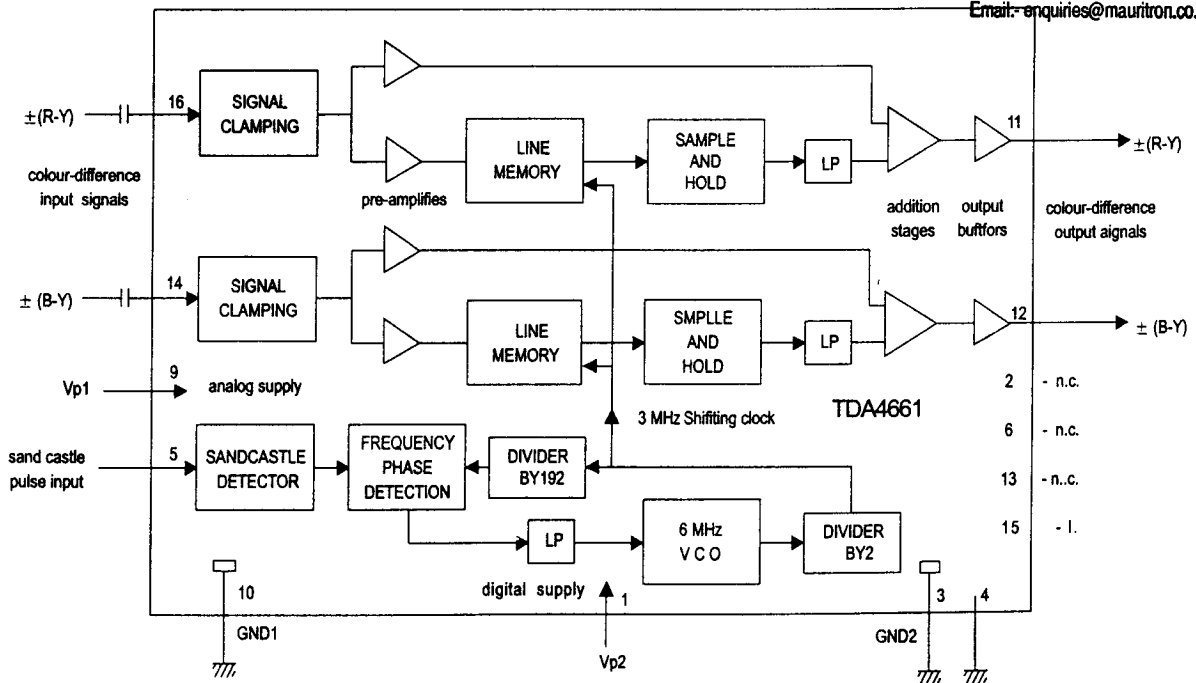 Email:- enquiries@mauritron.co.
16
±(R-Y)
SIGNAL
CLAMPING
LINE
MEMORY
SAMPLE
AND
HOLD
LP
11
±(R-Y)
colour-difference
input signals
pre-amplifies
addition
stages
output
buftfors
colour-difference
output aignals
14
± (B-Y)
SIGNAL
CLAMPING
LINE
MEMORY
SMPLLE
AND
HOLD
LP
12
± (B-Y)
9
Vp1
analog supply
2 - n.c.
TDA4661
3 MHz Shifiting clock
6 - n.c.
sand castle
pulse input
5
SANDCASTLE
DETECTOR
FREQUENCY
PHASE
DETECTION
DIVIDER
BY192
13 - n..c.
LP
6 MHz
V C O
DIVIDER
BY2
15 - I.
digital supply
10
1
3
4
GND1
GND2
Vp2